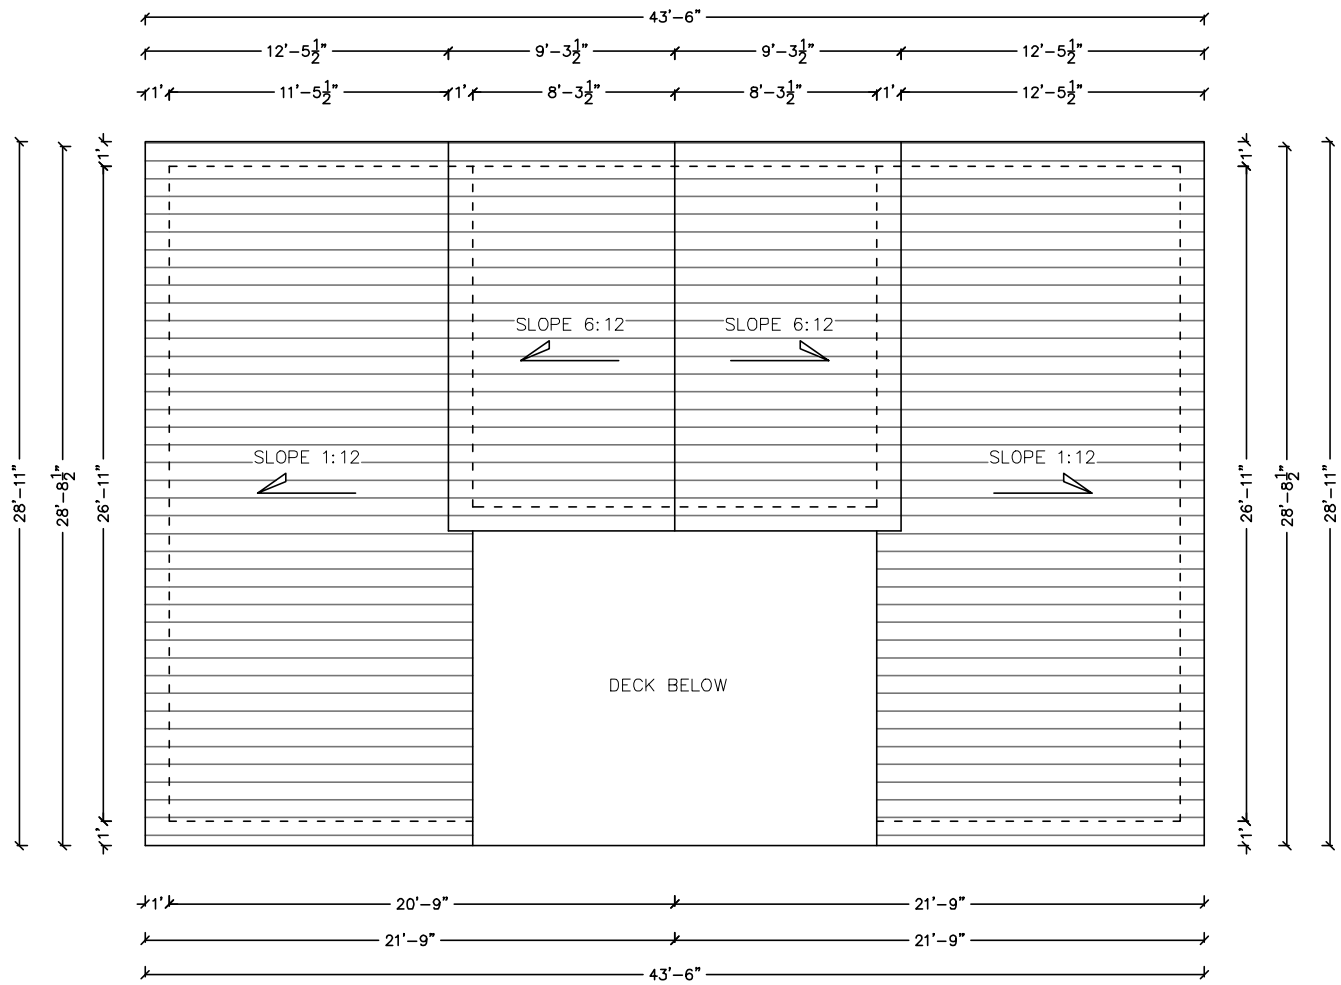 43'-6"
12'-5½" 9'-3½" 9'-3½" 12'-5½"
1' 11'-5½" 1' 8'-3½" 8'-3½" 1' 12'-5½"
1' 1'
SLOPE 6:12 SLOPE 6:12
SLOPE 1:12 SLOPE 1:12
28'-11" 28'-8½" 26'-11" 26'-11" 28'-8½" 28'-11"
DECK BELOW
1' 1'
1' 20'-9" 21'-9"
21'-9" 21'-9"
43'-6"